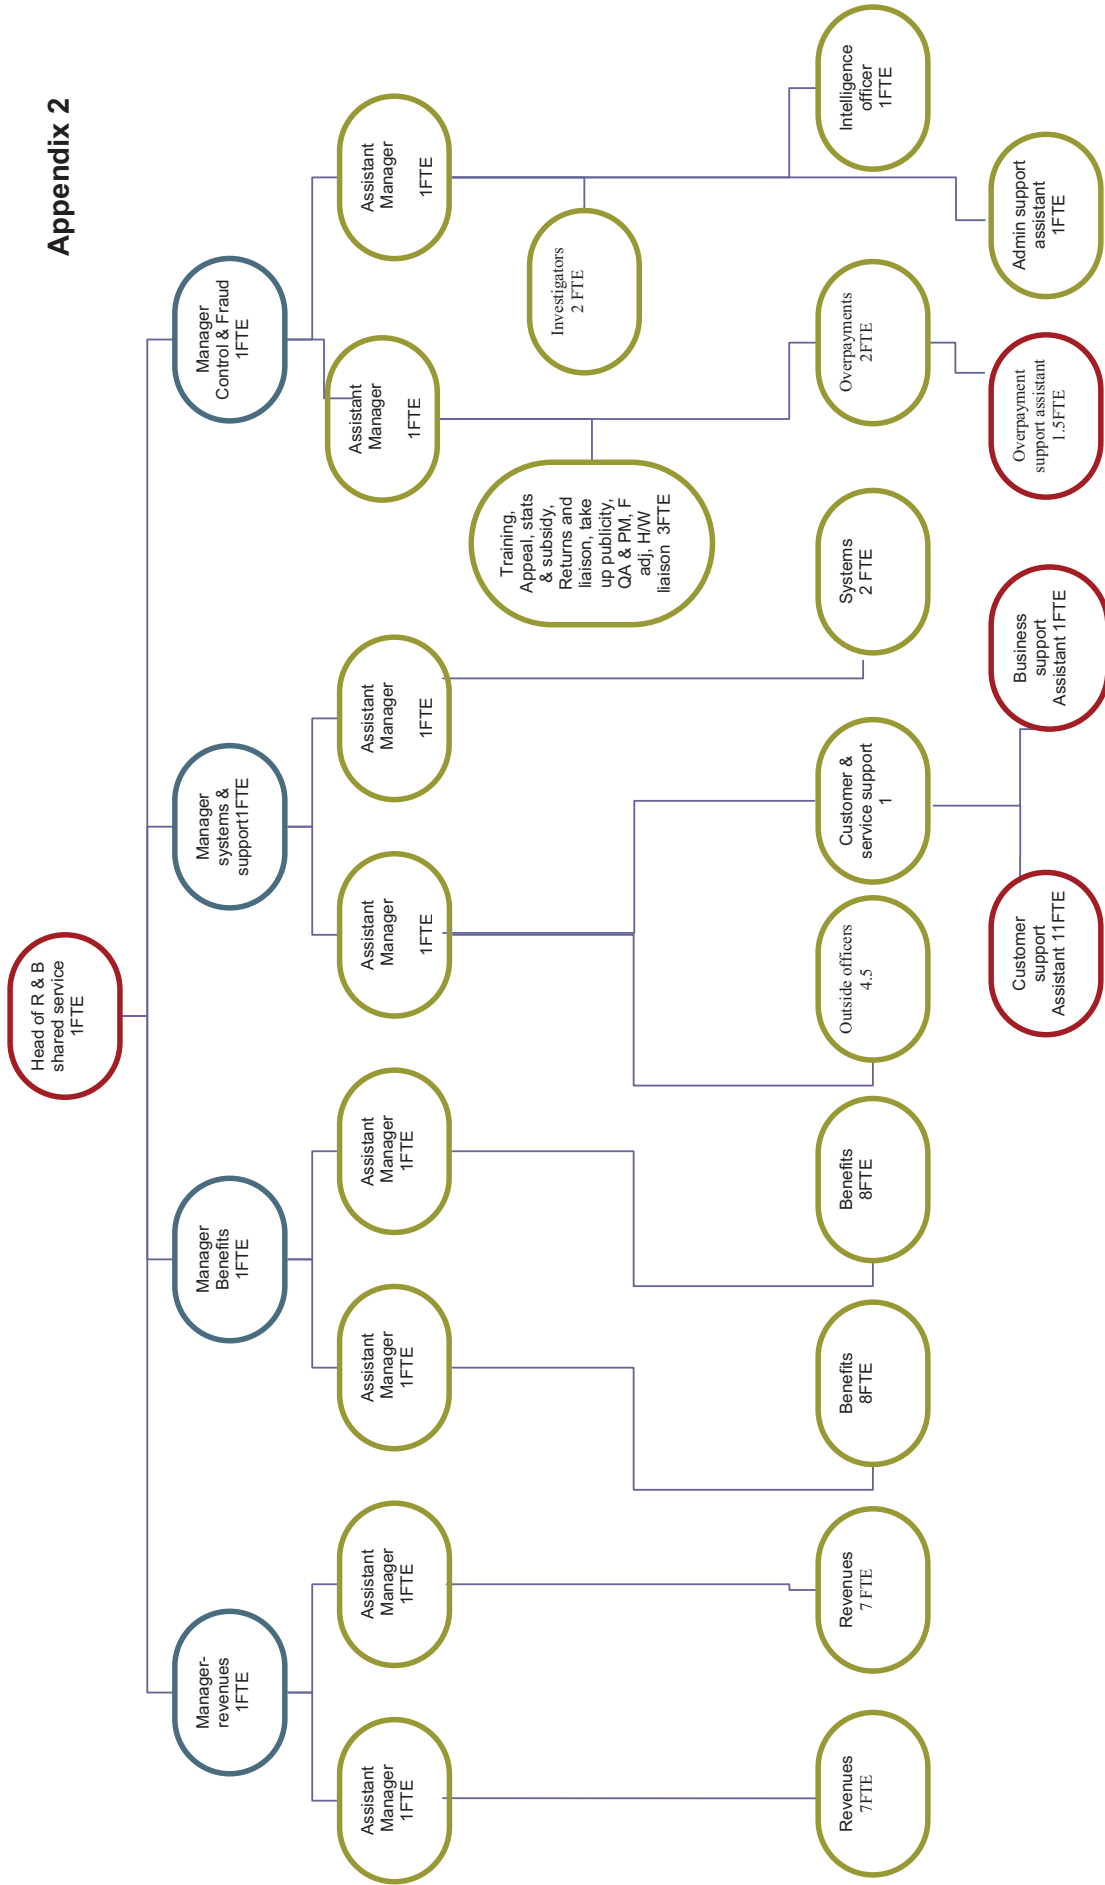 Appendix 2
Head of R & B
shared service
1FTE
Manager-
revenues
1FTE
Manager
Benefits
1FTE
Manager
systems &
support1FTE
Manager
Control & Fraud
1FTE
Assistant
Manager
1FTE
Assistant
Manager
1FTE
Assistant
Manager
1FTE
Assistant
Manager
1FTE
Assistant
Manager
1FTE
Assistant
Manager
1FTE
Assistant
Manager
1FTE
Assistant
Manager
1FTE
Training,
Appeal, stats
& subsidy,
Returns and
liaison, take
up publicity,
QA & PM, F
adj, H/W
liaison 3FTE
Investigators
2 FTE
Revenues
7FTE
Revenues
7 FTE
Benefits
8FTE
Benefits
8FTE
Outside officers
4.5
Customer &
service support
1
Systems
2 FTE
Overpayments
2FTE
Intelligence
officer
1FTE
Customer
support
Assistant 11FTE
Business
support
Assistant 1FTE
Overpayment
support assistant
1.5FTE
Admin support
assistant
1FTE